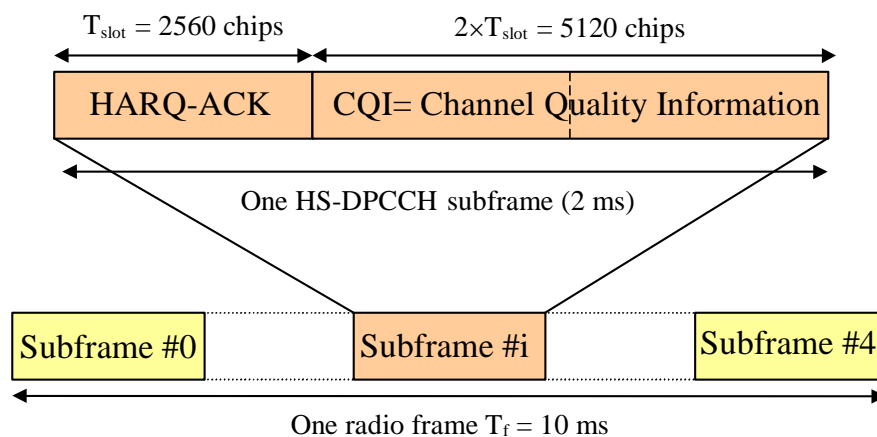 T_slot = 2560 chips
2×T_slot = 5120 chips
HARQ-ACK
CQI= Channel Quality Information
One HS-DPCCH subframe (2 ms)
Subframe #0
Subframe #i
Subframe #4
One radio frame T_f = 10 ms